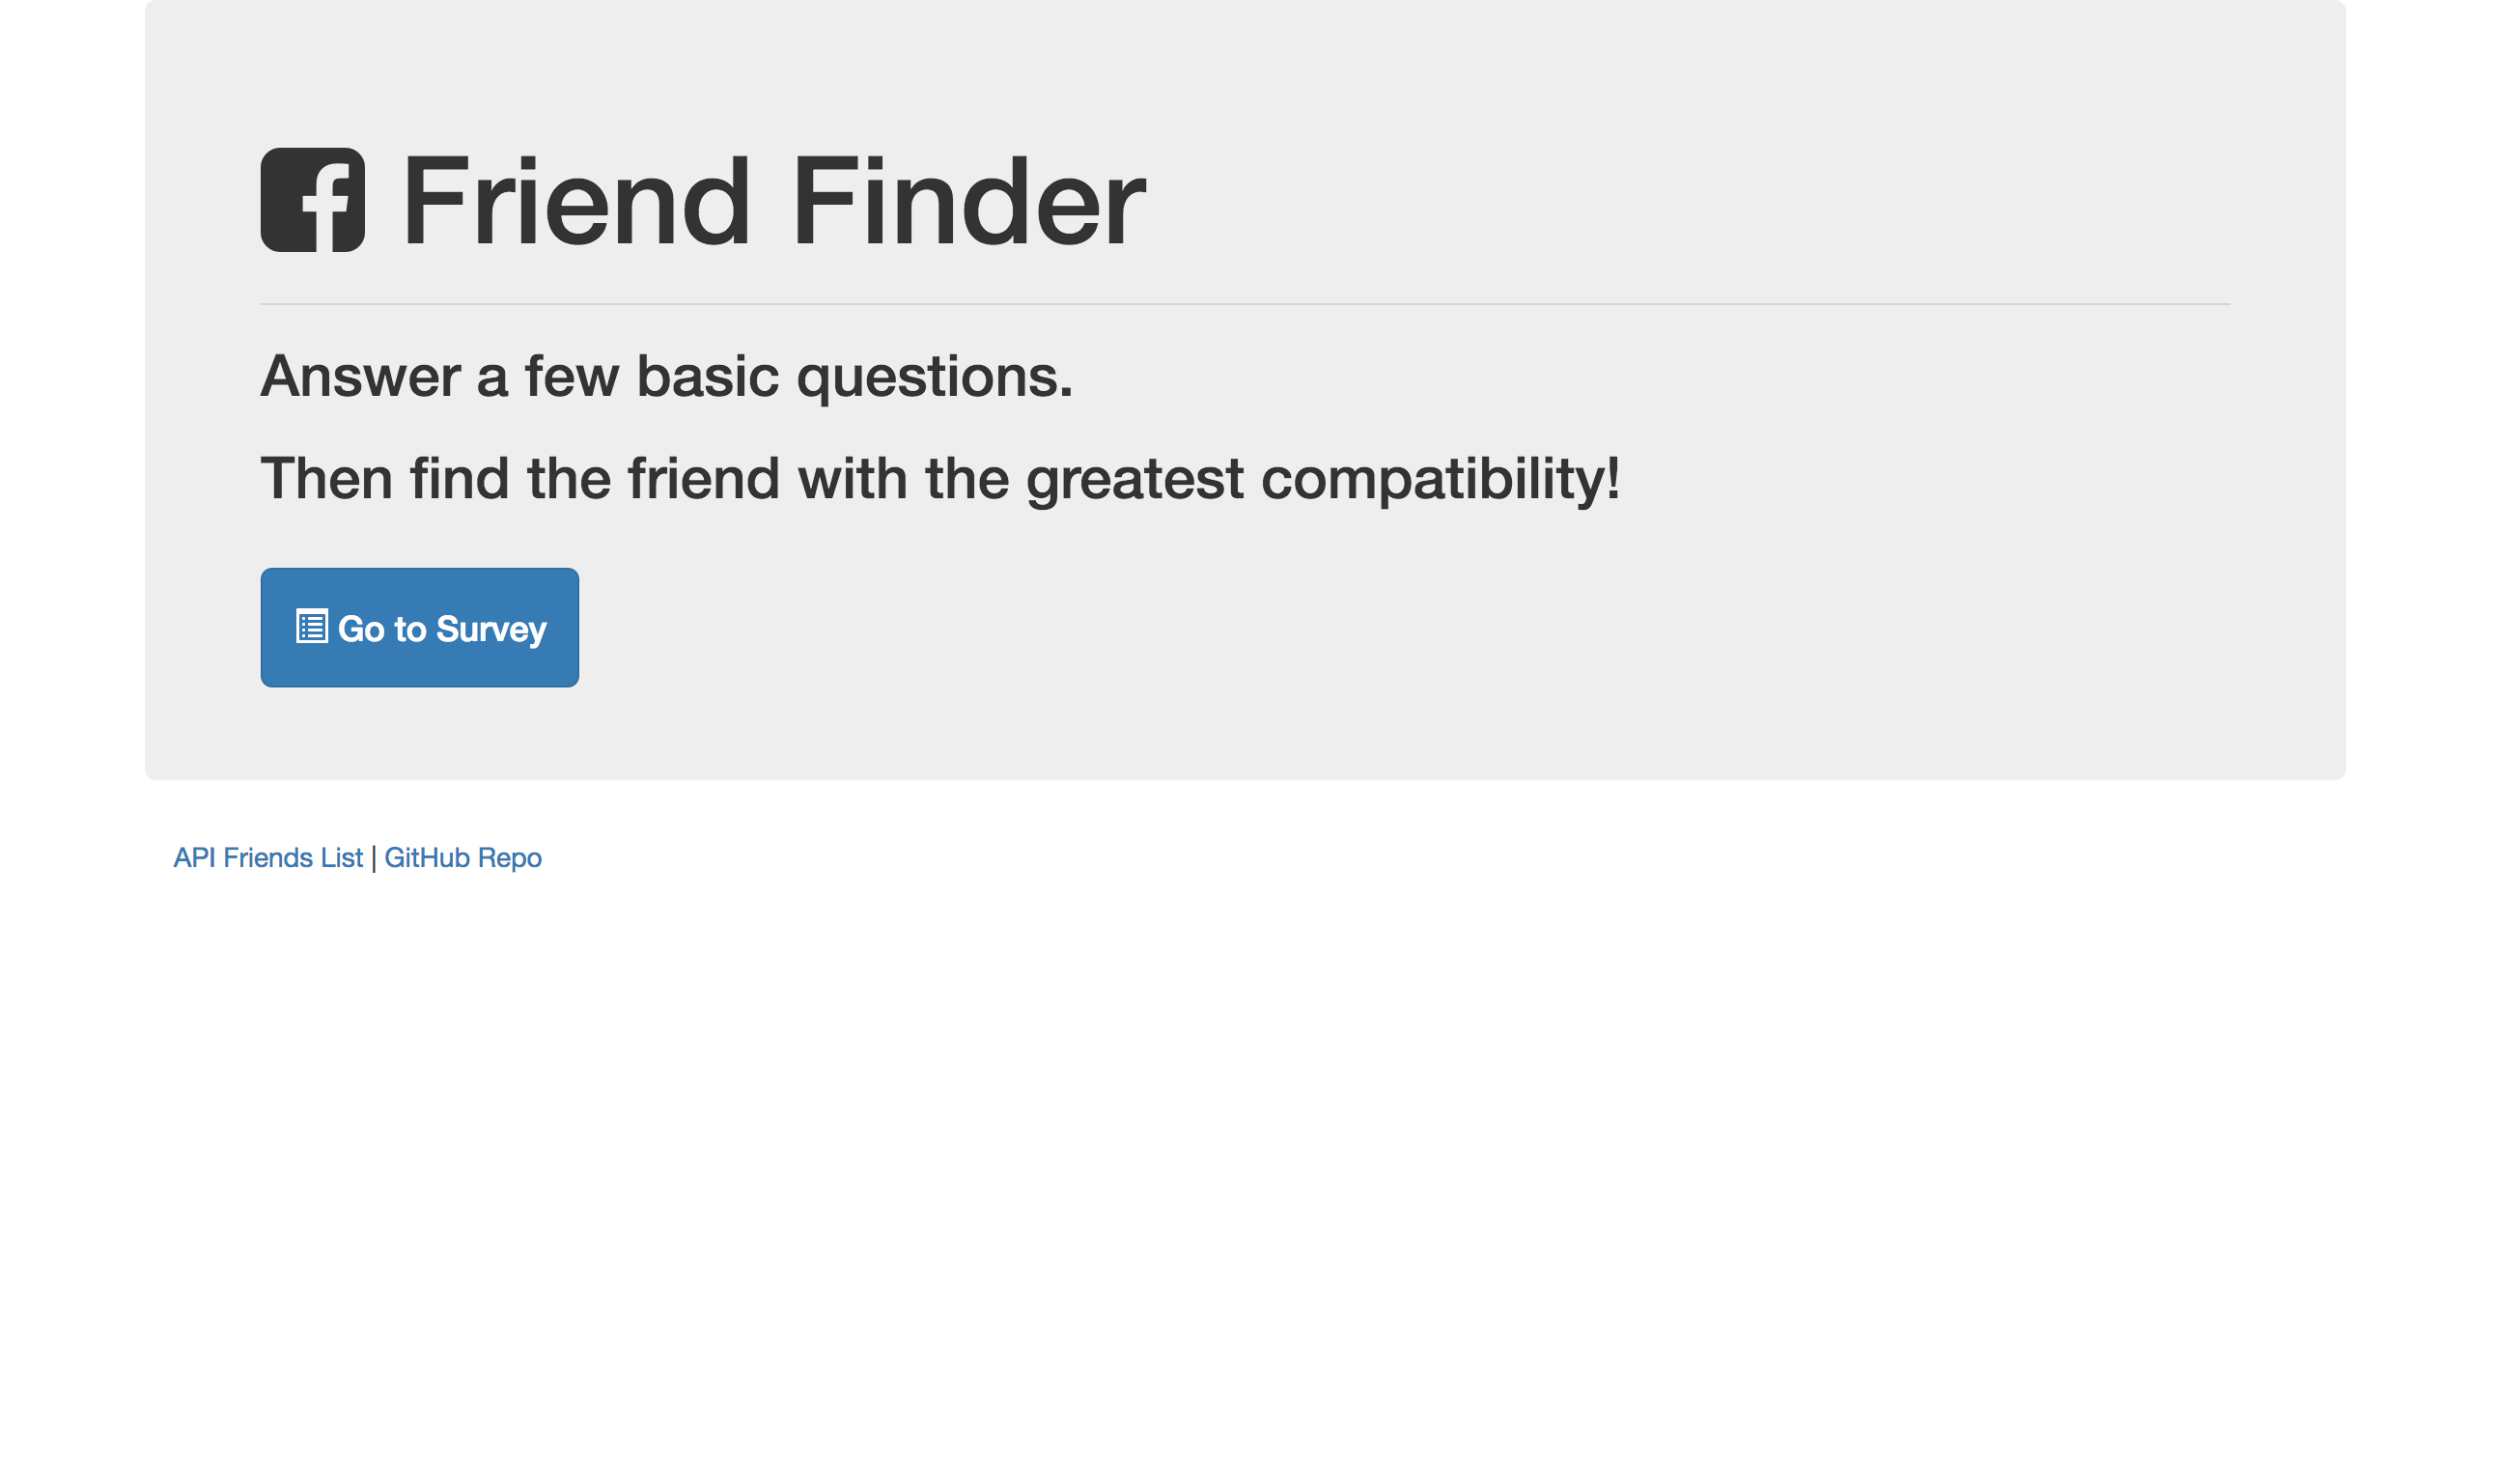 Friend Finder
Answer a few basic questions.
Then find the friend with the greatest compatibility!
Go to Survey
API Friends List | GitHub Repo